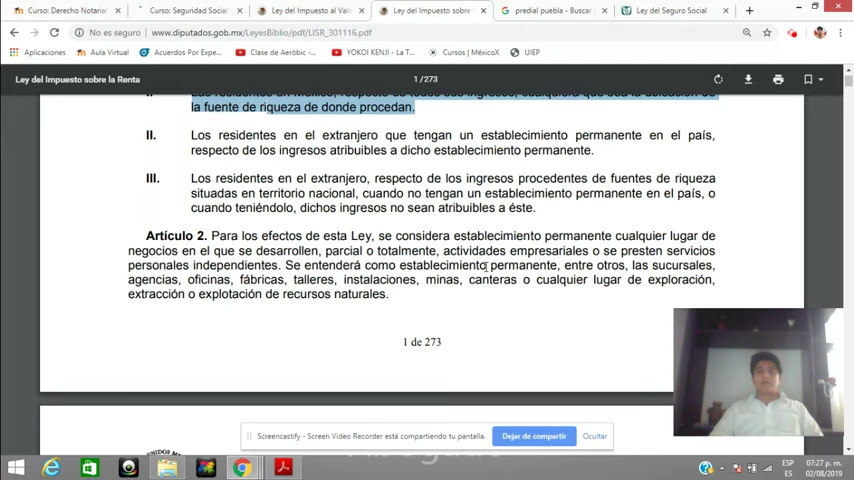 Curso: Derecho Notarial
Curso: Seguridad Social
Ley del Impuesto al Valo
Ley del Impuesto sobre
predial puebla - Buscar
Ley del Seguro Social
No es seguro
www.diputados.gob.mx/LeyesBiblio/pdf/LISR_301116.pdf
Aplicaciones
Aula Virtual
Acuerdos Por Expe...
Clase de Aeróbic -...
YOKOI KENJI - La T...
Cursos |MéxicoX
UIEP
Ley del Impuesto sobre la Renta
1 / 273
la fuente de riqueza de donde procedan.
II. Los residentes en el extranjero que tengan un establecimiento permanente en el país,
respecto de los ingresos atribuibles a dicho establecimiento permanente.
III. Los residentes en el extranjero, respecto de los ingresos procedentes de fuentes de riqueza
situadas en territorio nacional, cuando no tengan un establecimiento permanente en el país, o
cuando teniéndolo, dichos ingresos no sean atribuibles a éste.
Artículo 2. Para los efectos de esta Ley, se considera establecimiento permanente cualquier lugar de
negocios en el que se desarrollen, parcial o totalmente, actividades empresariales o se presten servicios
personales independientes. Se entenderá como establecimiento permanente, entre otros, las sucursales,
agencias, oficinas, fábricas, talleres, instalaciones, minas, canteras o cualquier lugar de exploración,
extracción o explotación de recursos naturales.
1 de 273
Screencastify - Screen Video Recorder está compartiendo tu pantalla.
Dejar de compartir
Ocultar
ESP
ES
07:27 p. m.
02/08/2019